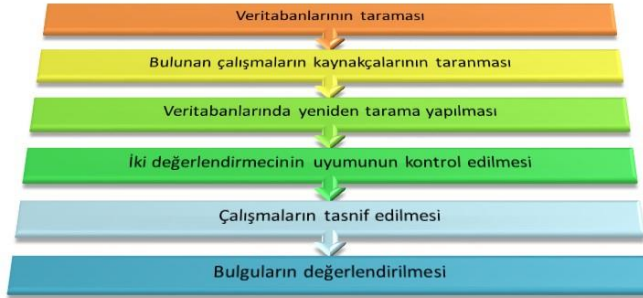 Veritabanlarının taraması
Bulunan çalışmaların kaynakçalarının taranması
Veritabanlarında yeniden tarama yapılması
İki değerlendirmecinin uyumunun kontrol edilmesi
Çalışmaların tasnif edilmesi
Bulguların değerlendirilmesi